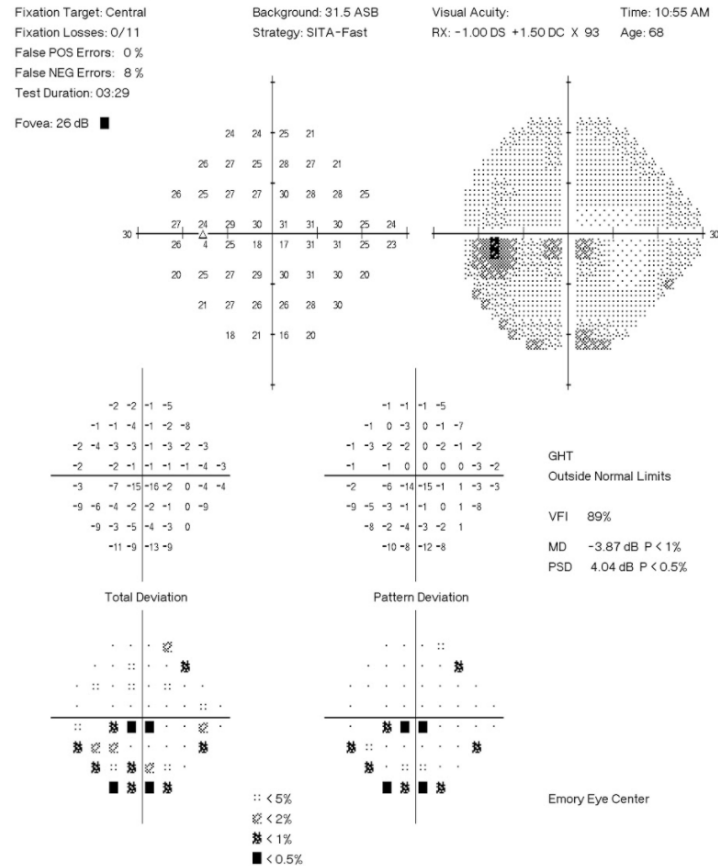 Fixation Target: Central
Fixation Losses: 0/11
False POS Errors: 0 %
False NEG Errors: 8 %
Test Duration: 03:29
Fovea: 26 dB
Background: 31.5 ASB
Strategy: SITA-Fast
Visual Acuity:
RX: -1.00 DS +1.50 DC X 93
Time: 10:55 AM
Age: 68
24 24 25 21
26 27 25 28 27 21
26 25 27 27 30 28 28 25
27 24 29 30 31 31 30 25 24
30 30
26 4 25 18 17 31 31 25 23
20 25 27 29 30 31 30 20
21 27 26 26 28 30
18 21 16 20
-2 -2 -1 -5
-1 -1 -4 -1 -2 -8
-2 -4 -3 -3 -1 -3 -2 -3
-2 -2 -1 -1 -1 -1 -4 -3
-3 -7 -15 -16 -2 0 -4 -4
-9 -6 -4 -2 -2 -1 0 -9
-9 -3 -5 -4 -3 0
-11 -9 -13 -9
Total Deviation
-1 -1 -1 -5
-1 0 -3 0 -1 -7
-1 -3 -2 -2 0 -2 -1 -2
-1 -1 0 0 0 0 -3 -2
-2 -6 -14 -15 -1 1 -3 -3
-9 -5 -3 -1 -1 0 1 -8
-8 -2 -4 -3 -2 1
-10 -8 -12 -8
Pattern Deviation
GHT
Outside Normal Limits
VFI 89%
MD -3.87 dB P < 1%
PSD 4.04 dB P < 0.5%
< 5%
< 2%
< 1%
< 0.5%
Emory Eye Center